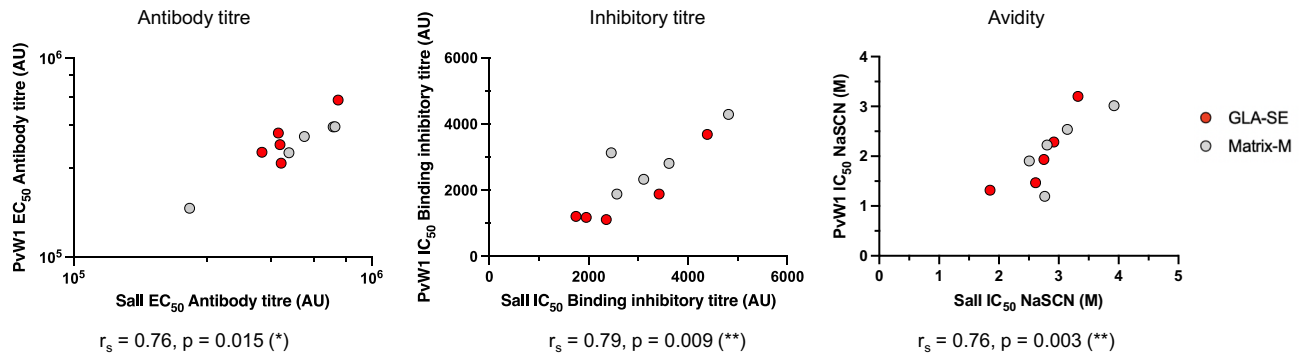 Antibody titre
PvW1 EC₅₀ Antibody titre (AU)
10⁶
10⁵
10⁵
10⁶
SalI EC₅₀ Antibody titre (AU)
rₛ = 0.76, p = 0.015 (*)
Inhibitory titre
PvW1 IC₅₀ Binding inhibitory titre (AU)
6000
4000
2000
0
0
2000
4000
6000
SalI IC₅₀ Binding inhibitory titre (AU)
rₛ = 0.79, p = 0.009 (**)
Avidity
PvW1 IC₅₀ NaSCN (M)
4
3
2
1
0
0
1
2
3
4
5
SalI IC₅₀ NaSCN (M)
rₛ = 0.76, p = 0.003 (**)
GLA-SE
Matrix-M